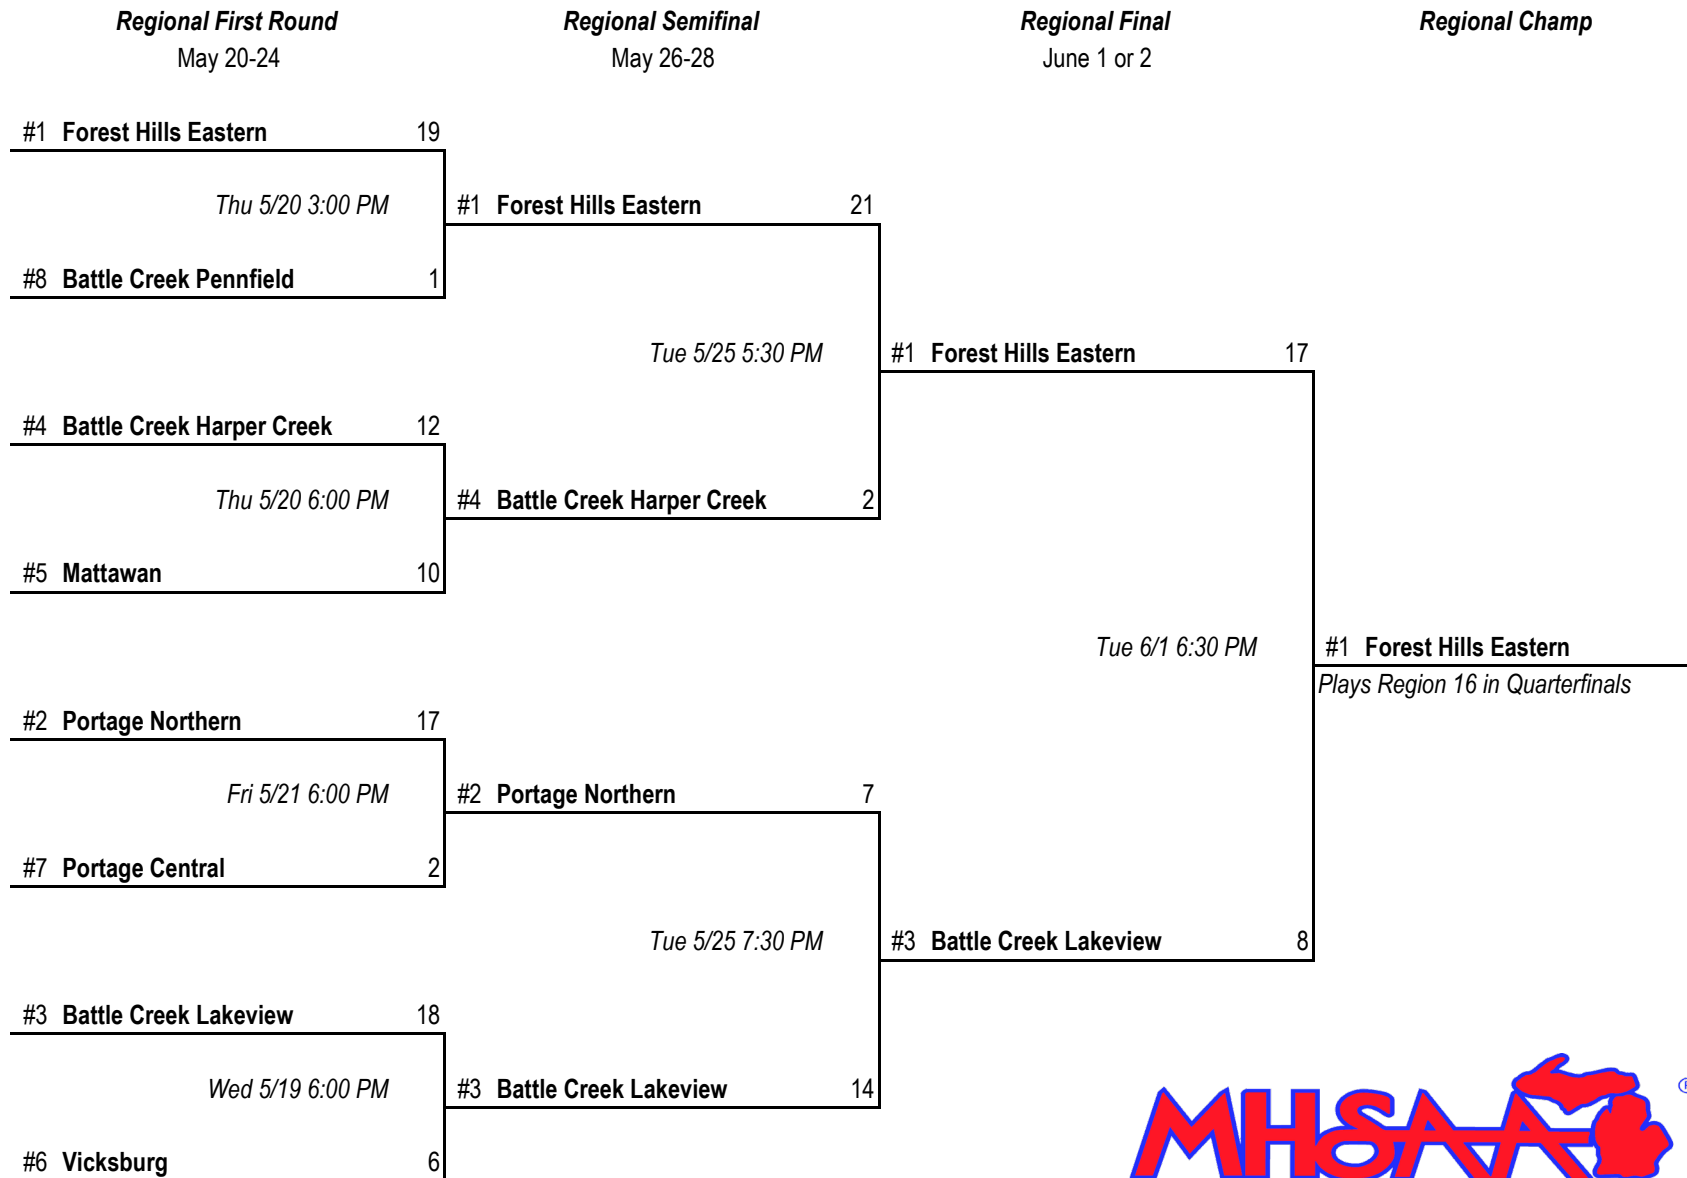 Regional First Round Regional Semifinal Regional Final Regional Champ
May 20-24 May 26-28 June 1 or 2
#1 Forest Hills Eastern 19
Thu 5/20 3:00 PM #1 Forest Hills Eastern 21
#8 Battle Creek Pennfield 1
Tue 5/25 5:30 PM #1 Forest Hills Eastern 17
#4 Battle Creek Harper Creek 12
Thu 5/20 6:00 PM #4 Battle Creek Harper Creek 2
#5 Mattawan 10
Tue 6/1 6:30 PM #1 Forest Hills Eastern
Plays Region 16 in Quarterfinals
#2 Portage Northern 17
Fri 5/21 6:00 PM #2 Portage Northern 7
#7 Portage Central 2
Tue 5/25 7:30 PM #3 Battle Creek Lakeview 8
#3 Battle Creek Lakeview 18
Wed 5/19 6:00 PM #3 Battle Creek Lakeview 14
#6 Vicksburg 6
MHSAA